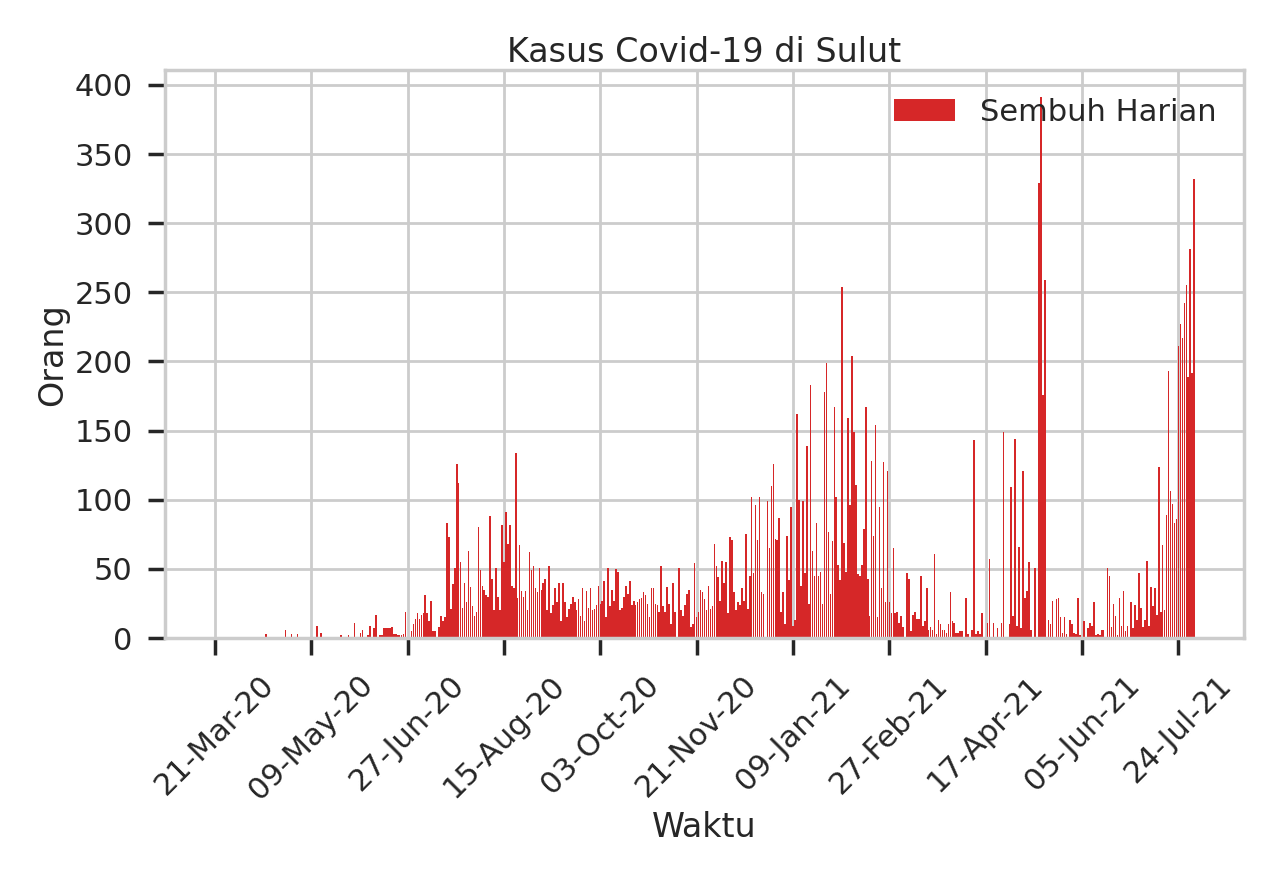 Kasus Covid-19 di Sulut
Sembuh Harian
Orang
400
350
300
250
200
150
100
50
0
21-Mar-20
09-May-20
27-Jun-20
15-Aug-20
03-Oct-20
21-Nov-20
09-Jan-21
27-Feb-21
17-Apr-21
05-Jun-21
24-Jul-21
Waktu